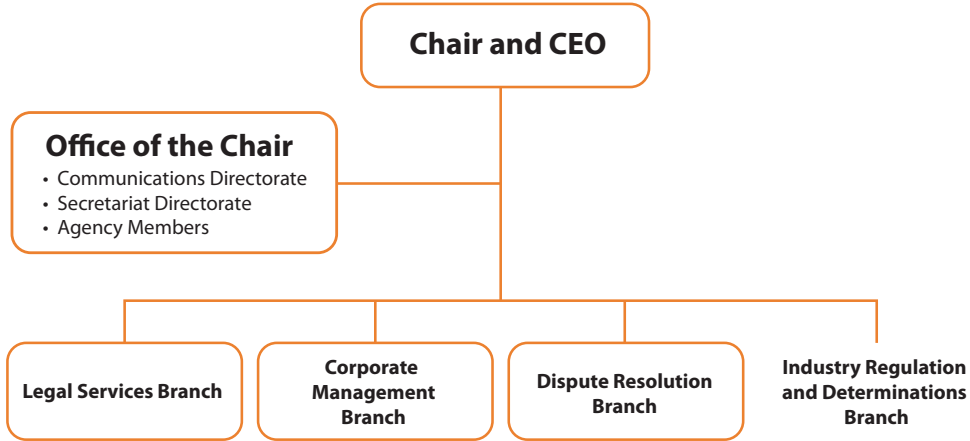 Chair and CEO
Office of the Chair
• Communications Directorate
• Secretariat Directorate
• Agency Members
Legal Services Branch
Corporate
Management
Branch
Dispute Resolution
Branch
Industry Regulation
and Determinations
Branch